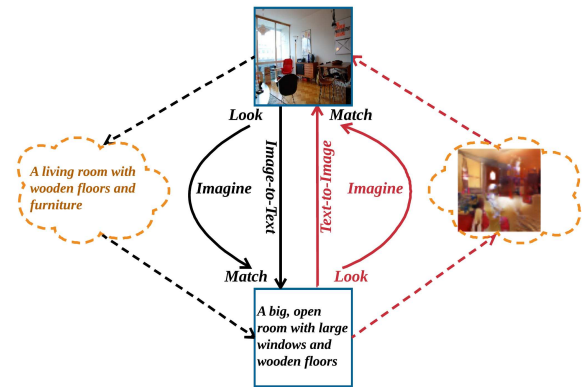 Look
Match
A living room with
wooden floors and
furniture
Imagine
Image-to-Text
Text-to-Image
Imagine
Match
Look
A big, open
room with large
windows and
wooden floors